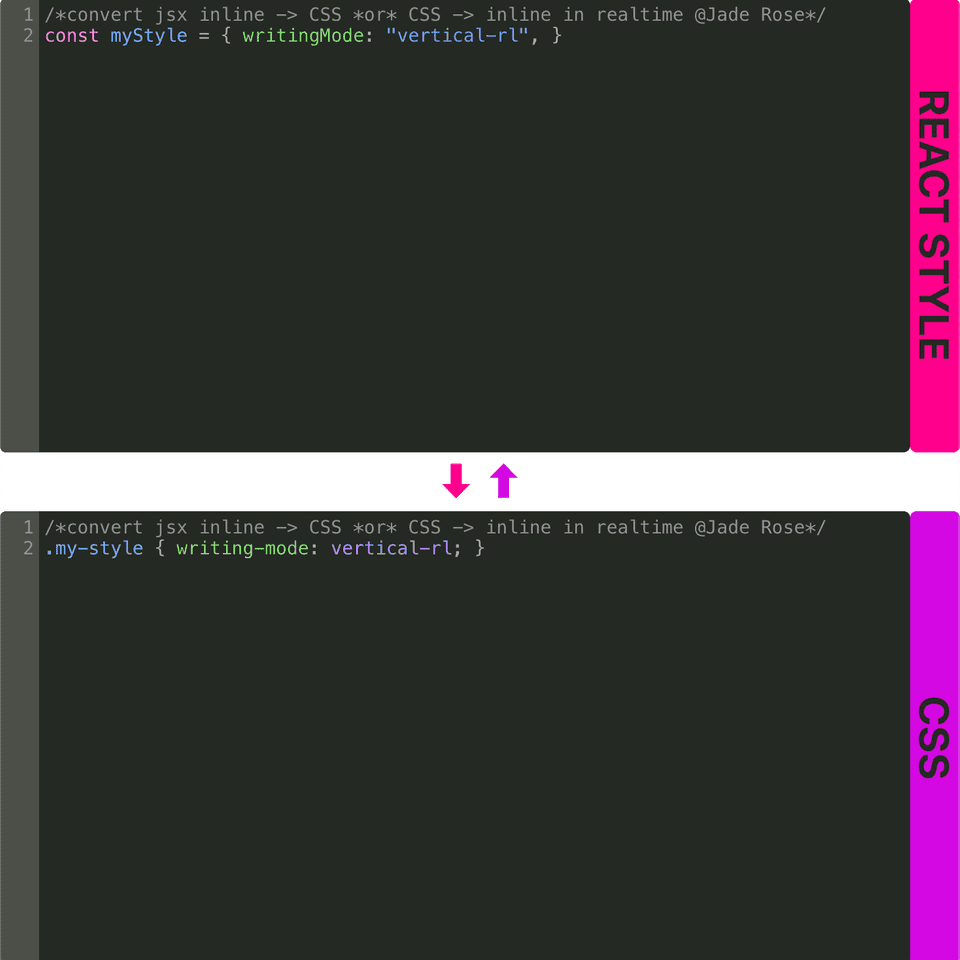 1 /*convert jsx inline -> CSS *or* CSS -> inline in realtime @Jade Rose*/
2 const myStyle = { writingMode: "vertical-rl", }
REACT STYLE
1 /*convert jsx inline -> CSS *or* CSS -> inline in realtime @Jade Rose*/
2 .my-style { writing-mode: vertical-rl; }
CSS